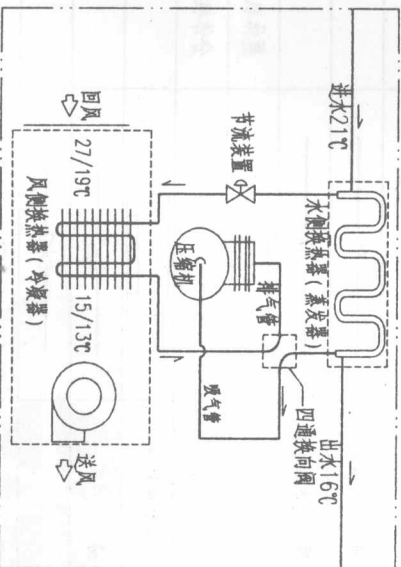 进水21℃
水侧换热器（蒸发器）
出水16℃
节流装置
压缩机
排气管
四通换向阀
吸气管
回风
27/19℃
风侧换热器（冷凝器）
15/13℃
送风